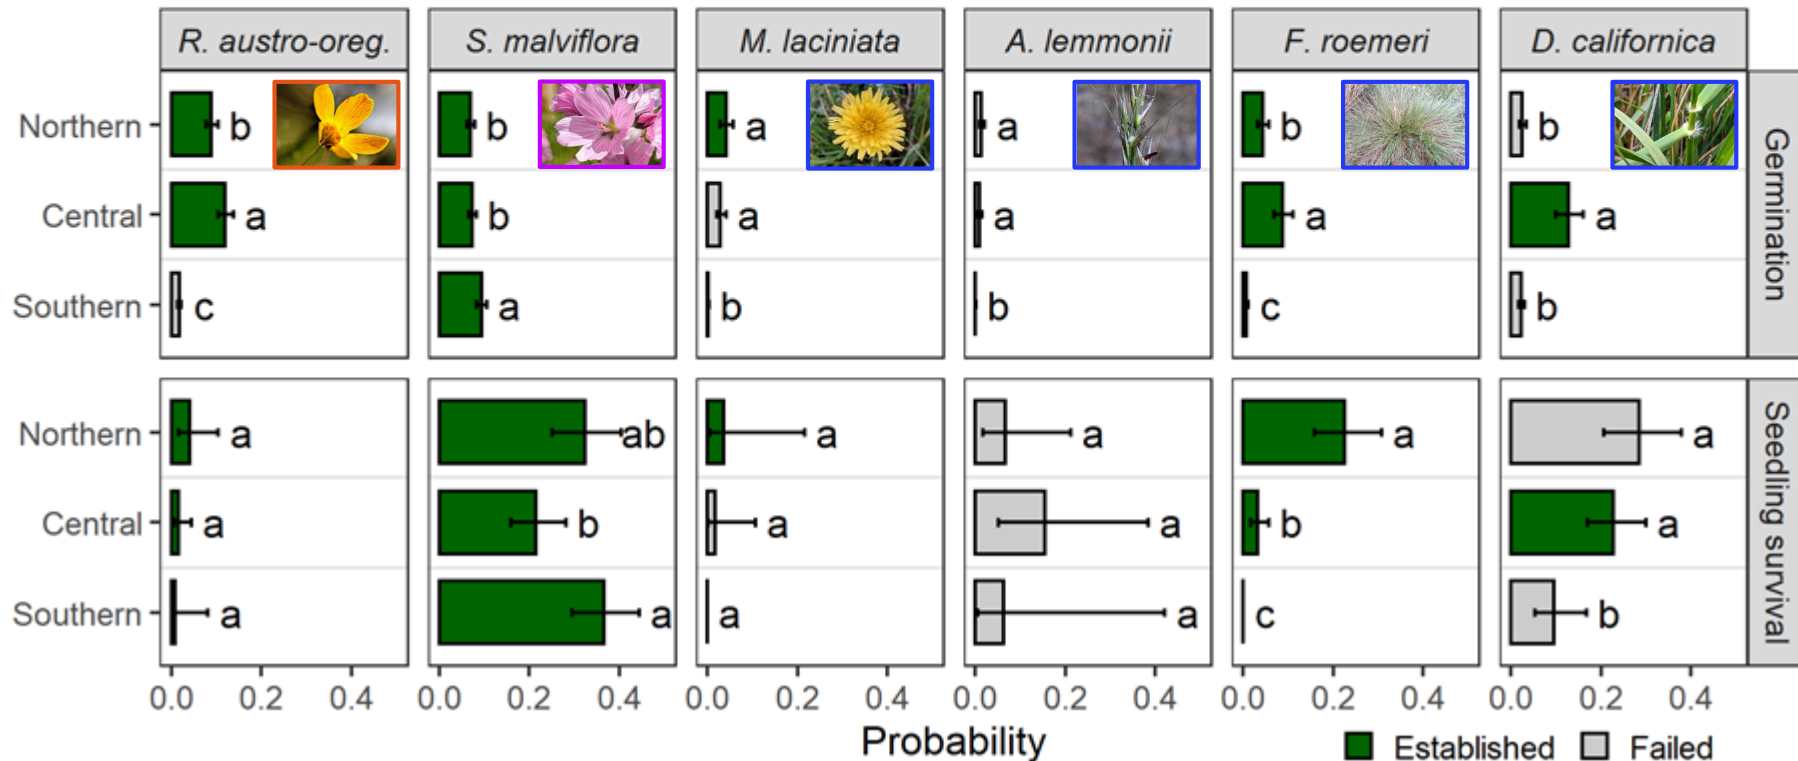 R. austro-oreg. S. malviflora M. laciniata A. lemmonii F. roemeri D. californica
Northern b b a a b b
Central a b a a a a
Southern c a b b c b
Germination
Northern a ab a a a a
Central a b a a b a
Southern a a a a c b
Seedling survival
0.0 0.2 0.4 0.0 0.2 0.4 0.0 0.2 0.4 0.0 0.2 0.4 0.0 0.2 0.4 0.0 0.2 0.4
Probability
Established Failed